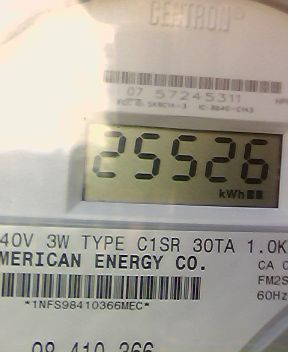 CENTRON®
07 57245311
25526
kWh
40V 3W TYPE C1SR 30TA 1.0K
MERICAN ENERGY CO.
CA 0
FM2S
60Hz
*1NFS98410366MEC*
98 410 366